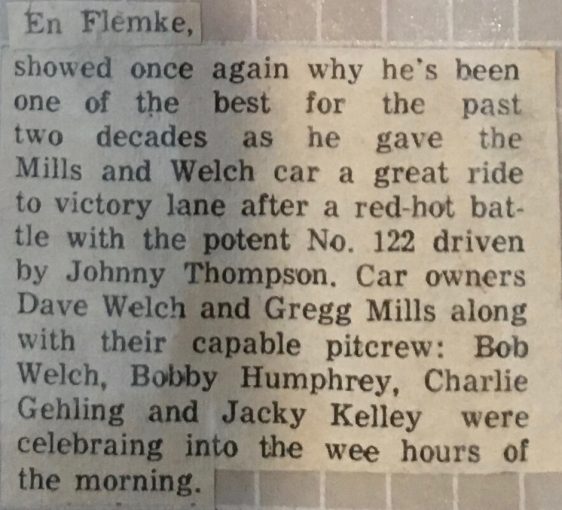 En Flemke,
showed once again why he's been
one of the best for the past
two decades as he gave the
Mills and Welch car a great ride
to victory lane after a red-hot bat-
tle with the potent No. 122 driven
by Johnny Thompson. Car owners
Dave Welch and Gregg Mills along
with their capable pitcrew: Bob
Welch, Bobby Humphrey, Charlie
Gehling and Jacky Kelley were
celebraing into the wee hours of
the morning.